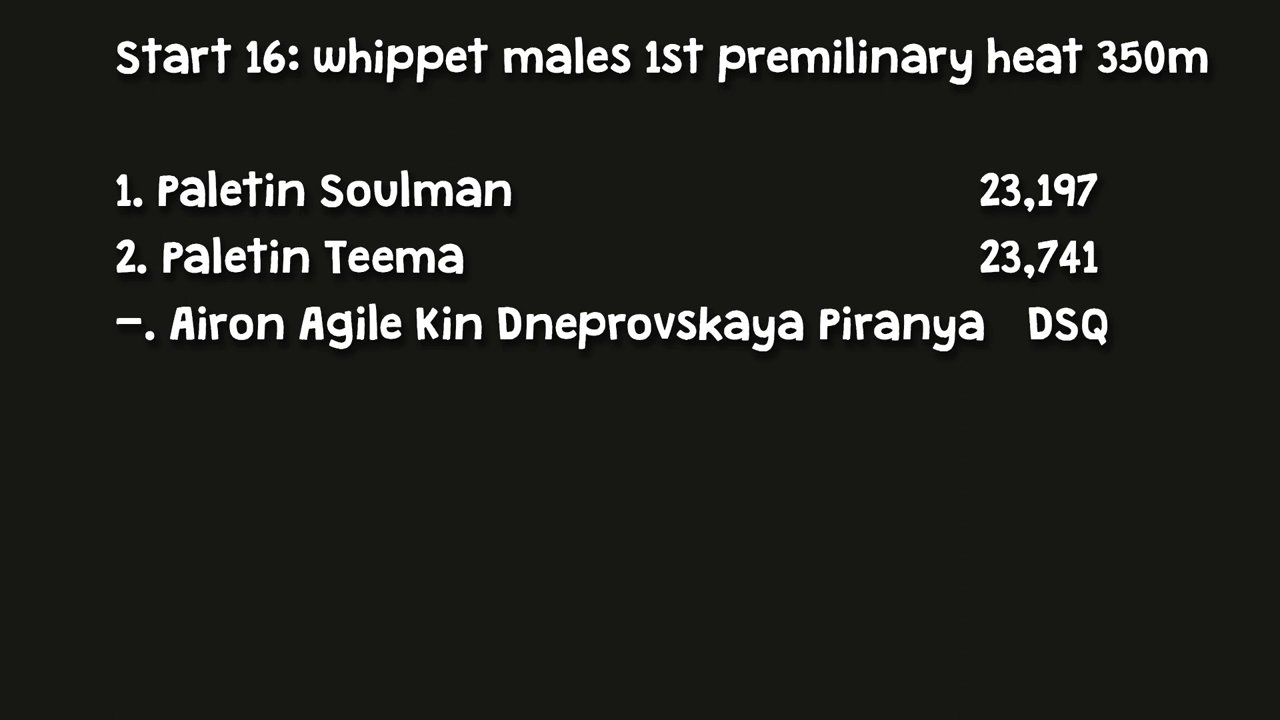 Start 16: whippet males 1st premilinary heat 350m
1. Paletin Soulman 23,197
2. Paletin Teema 23,741
–. Airon Agile Kin Dneprovskaya Piranya DSQ